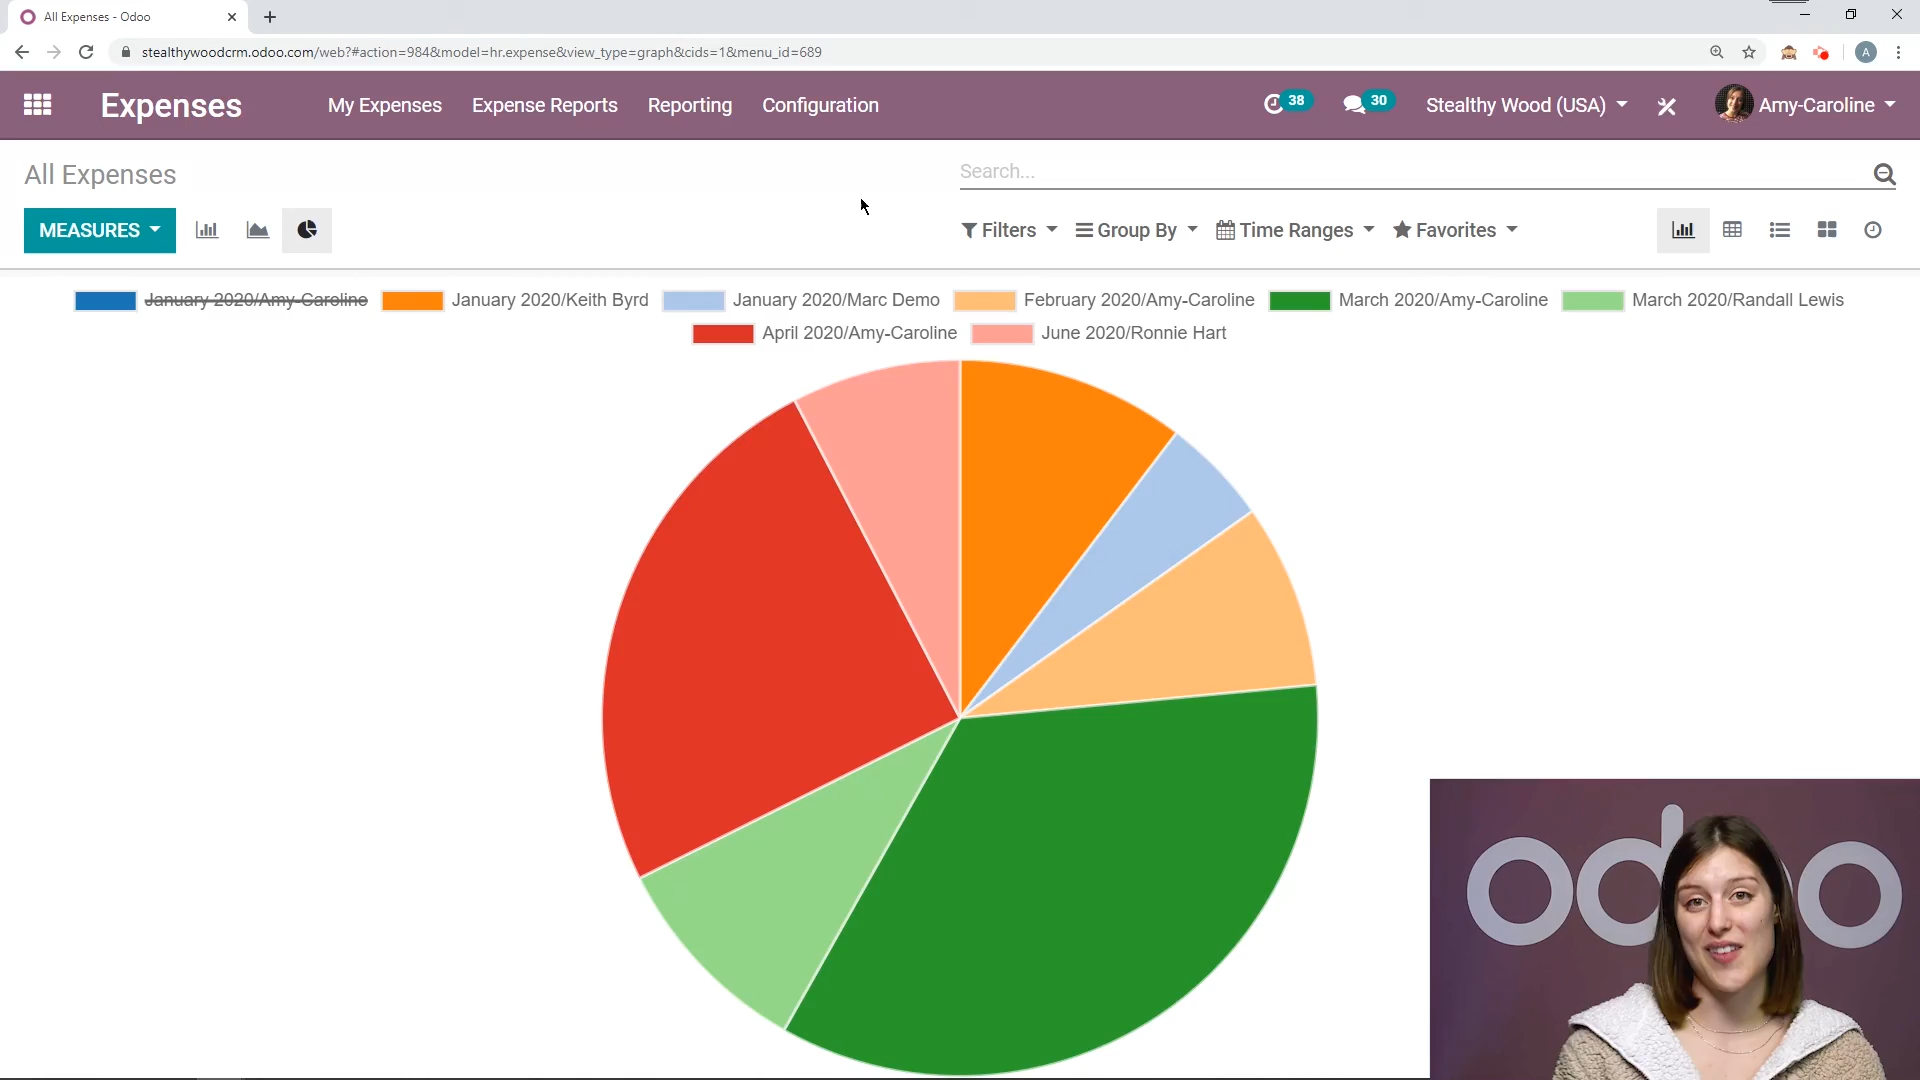 All Expenses - Odoo
stealthywoodcrm.odoo.com/web?#action=984&model=hr.expense&view_type=graph&cids=1&menu_id=689
A
Expenses
My Expenses
Expense Reports
Reporting
Configuration
38
30
Stealthy Wood (USA)
Amy-Caroline
All Expenses
Search...
MEASURES
Filters
Group By
Time Ranges
Favorites
January 2020/Amy-Caroline
January 2020/Keith Byrd
January 2020/Marc Demo
February 2020/Amy-Caroline
March 2020/Amy-Caroline
March 2020/Randall Lewis
April 2020/Amy-Caroline
June 2020/Ronnie Hart
odoo